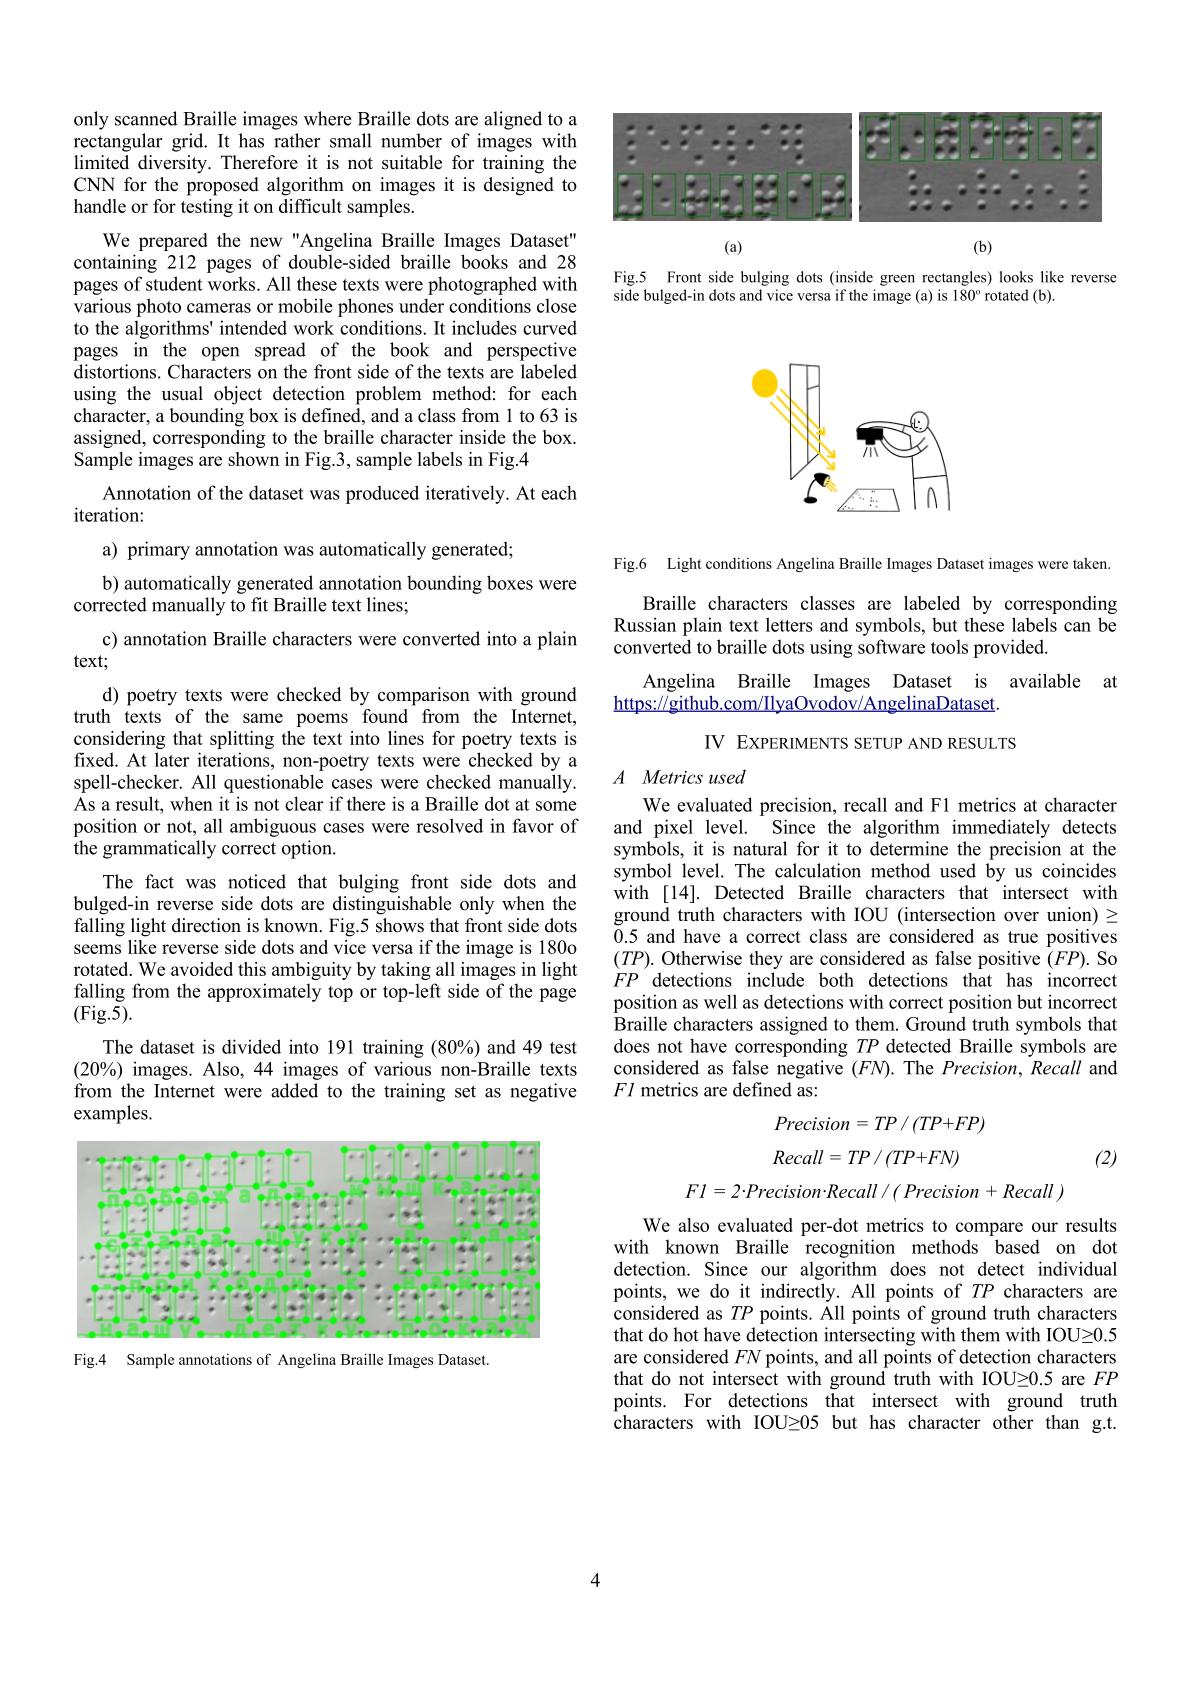 only scanned Braille images where Braille dots are aligned to a
rectangular grid. It has rather small number of images with
limited diversity. Therefore it is not suitable for training the
CNN for the proposed algorithm on images it is designed to
handle or for testing it on difficult samples.
We prepared the new "Angelina Braille Images Dataset"
containing 212 pages of double-sided braille books and 28
pages of student works. All these texts were photographed with
various photo cameras or mobile phones under conditions close
to the algorithms' intended work conditions. It includes curved
pages in the open spread of the book and perspective
distortions. Characters on the front side of the texts are labeled
using the usual object detection problem method: for each
character, a bounding box is defined, and a class from 1 to 63 is
assigned, corresponding to the braille character inside the box.
Sample images are shown in Fig.3, sample labels in Fig.4
Annotation of the dataset was produced iteratively. At each
iteration:
a) primary annotation was automatically generated;
b) automatically generated annotation bounding boxes were
corrected manually to fit Braille text lines;
c) annotation Braille characters were converted into a plain
text;
d) poetry texts were checked by comparison with ground
truth texts of the same poems found from the Internet,
considering that splitting the text into lines for poetry texts is
fixed. At later iterations, non-poetry texts were checked by a
spell-checker. All questionable cases were checked manually.
As a result, when it is not clear if there is a Braille dot at some
position or not, all ambiguous cases were resolved in favor of
the grammatically correct option.
The fact was noticed that bulging front side dots and
bulged-in reverse side dots are distinguishable only when the
falling light direction is known. Fig.5 shows that front side dots
seems like reverse side dots and vice versa if the image is 180o
rotated. We avoided this ambiguity by taking all images in light
falling from the approximately top or top-left side of the page
(Fig.5).
The dataset is divided into 191 training (80%) and 49 test
(20%) images. Also, 44 images of various non-Braille texts
from the Internet were added to the training set as negative
examples.
Fig.4 Sample annotations of Angelina Braille Images Dataset.
(a) (b)
Fig.5 Front side bulging dots (inside green rectangles) looks like reverse
side bulged-in dots and vice versa if the image (a) is 180º rotated (b).
Fig.6 Light conditions Angelina Braille Images Dataset images were taken.
Braille characters classes are labeled by corresponding
Russian plain text letters and symbols, but these labels can be
converted to braille dots using software tools provided.
Angelina Braille Images Dataset is available at
https://github.com/IlyaOvodov/AngelinaDataset.
IV EXPERIMENTS SETUP AND RESULTS
A Metrics used
We evaluated precision, recall and F1 metrics at character
and pixel level. Since the algorithm immediately detects
symbols, it is natural for it to determine the precision at the
symbol level. The calculation method used by us coincides
with [14]. Detected Braille characters that intersect with
ground truth characters with IOU (intersection over union) ≥
0.5 and have a correct class are considered as true positives
(TP). Otherwise they are considered as false positive (FP). So
FP detections include both detections that has incorrect
position as well as detections with correct position but incorrect
Braille characters assigned to them. Ground truth symbols that
does not have corresponding TP detected Braille symbols are
considered as false negative (FN). The Precision, Recall and
F1 metrics are defined as:
Precision = TP / (TP+FP)
Recall = TP / (TP+FN) (2)
F1 = 2·Precision·Recall / ( Precision + Recall )
We also evaluated per-dot metrics to compare our results
with known Braille recognition methods based on dot
detection. Since our algorithm does not detect individual
points, we do it indirectly. All points of TP characters are
considered as TP points. All points of ground truth characters
that do hot have detection intersecting with them with IOU≥0.5
are considered FN points, and all points of detection characters
that do not intersect with ground truth with IOU≥0.5 are FP
points. For detections that intersect with ground truth
characters with IOU≥05 but has character other than g.t.
4